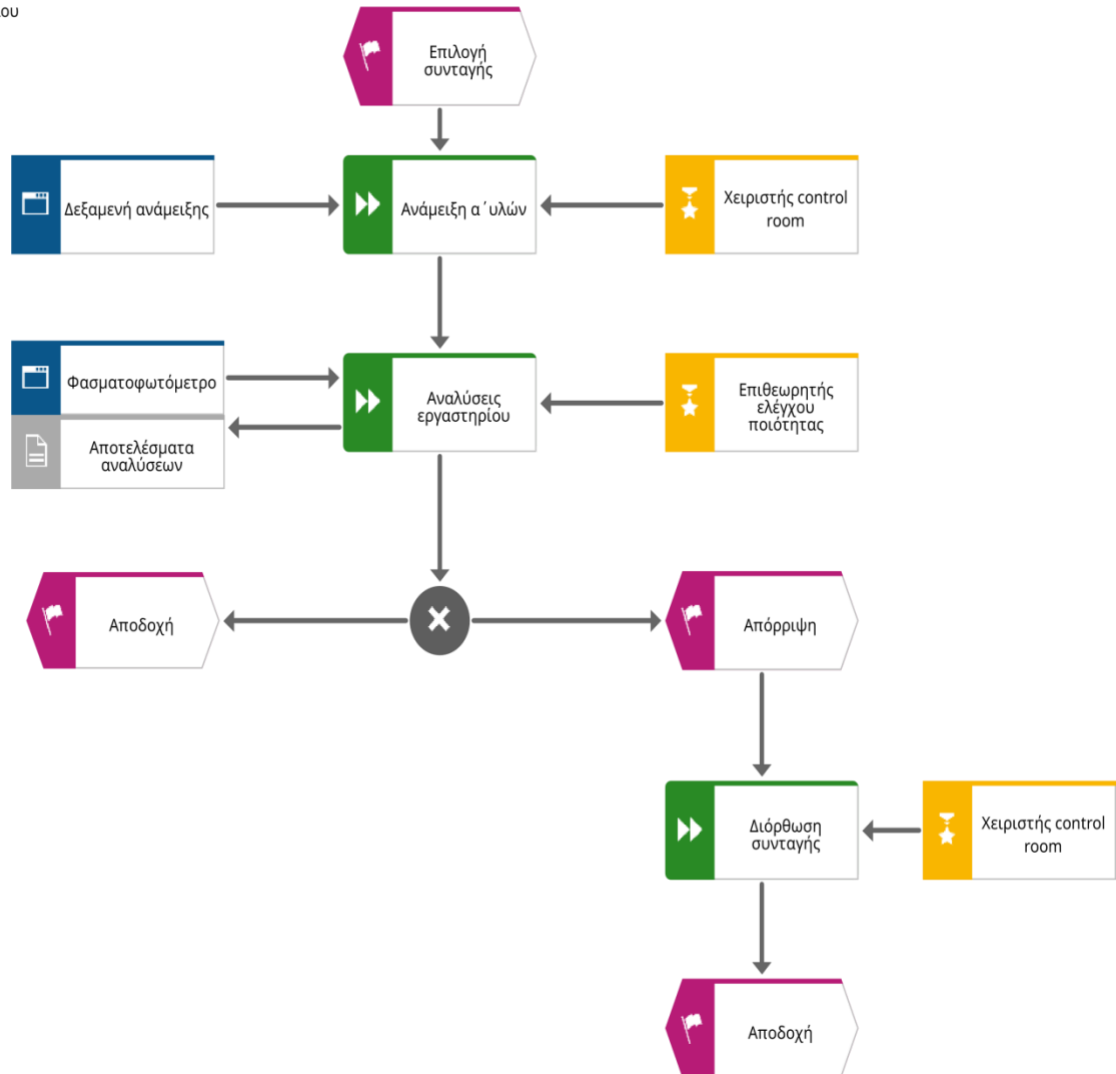 Επιλογή
συνταγής
Δεξαμενή ανάμειξης
Ανάμειξη α΄υλών
Χειριστής control
room
Φασματοφωτόμετρο
Αποτελέσματα
αναλύσεων
Αναλύσεις
εργαστηρίου
Επιθεωρητής
ελέγχου
ποιότητας
Αποδοχή
Απόρριψη
Διόρθωση
συνταγής
Χειριστής control
room
Αποδοχή